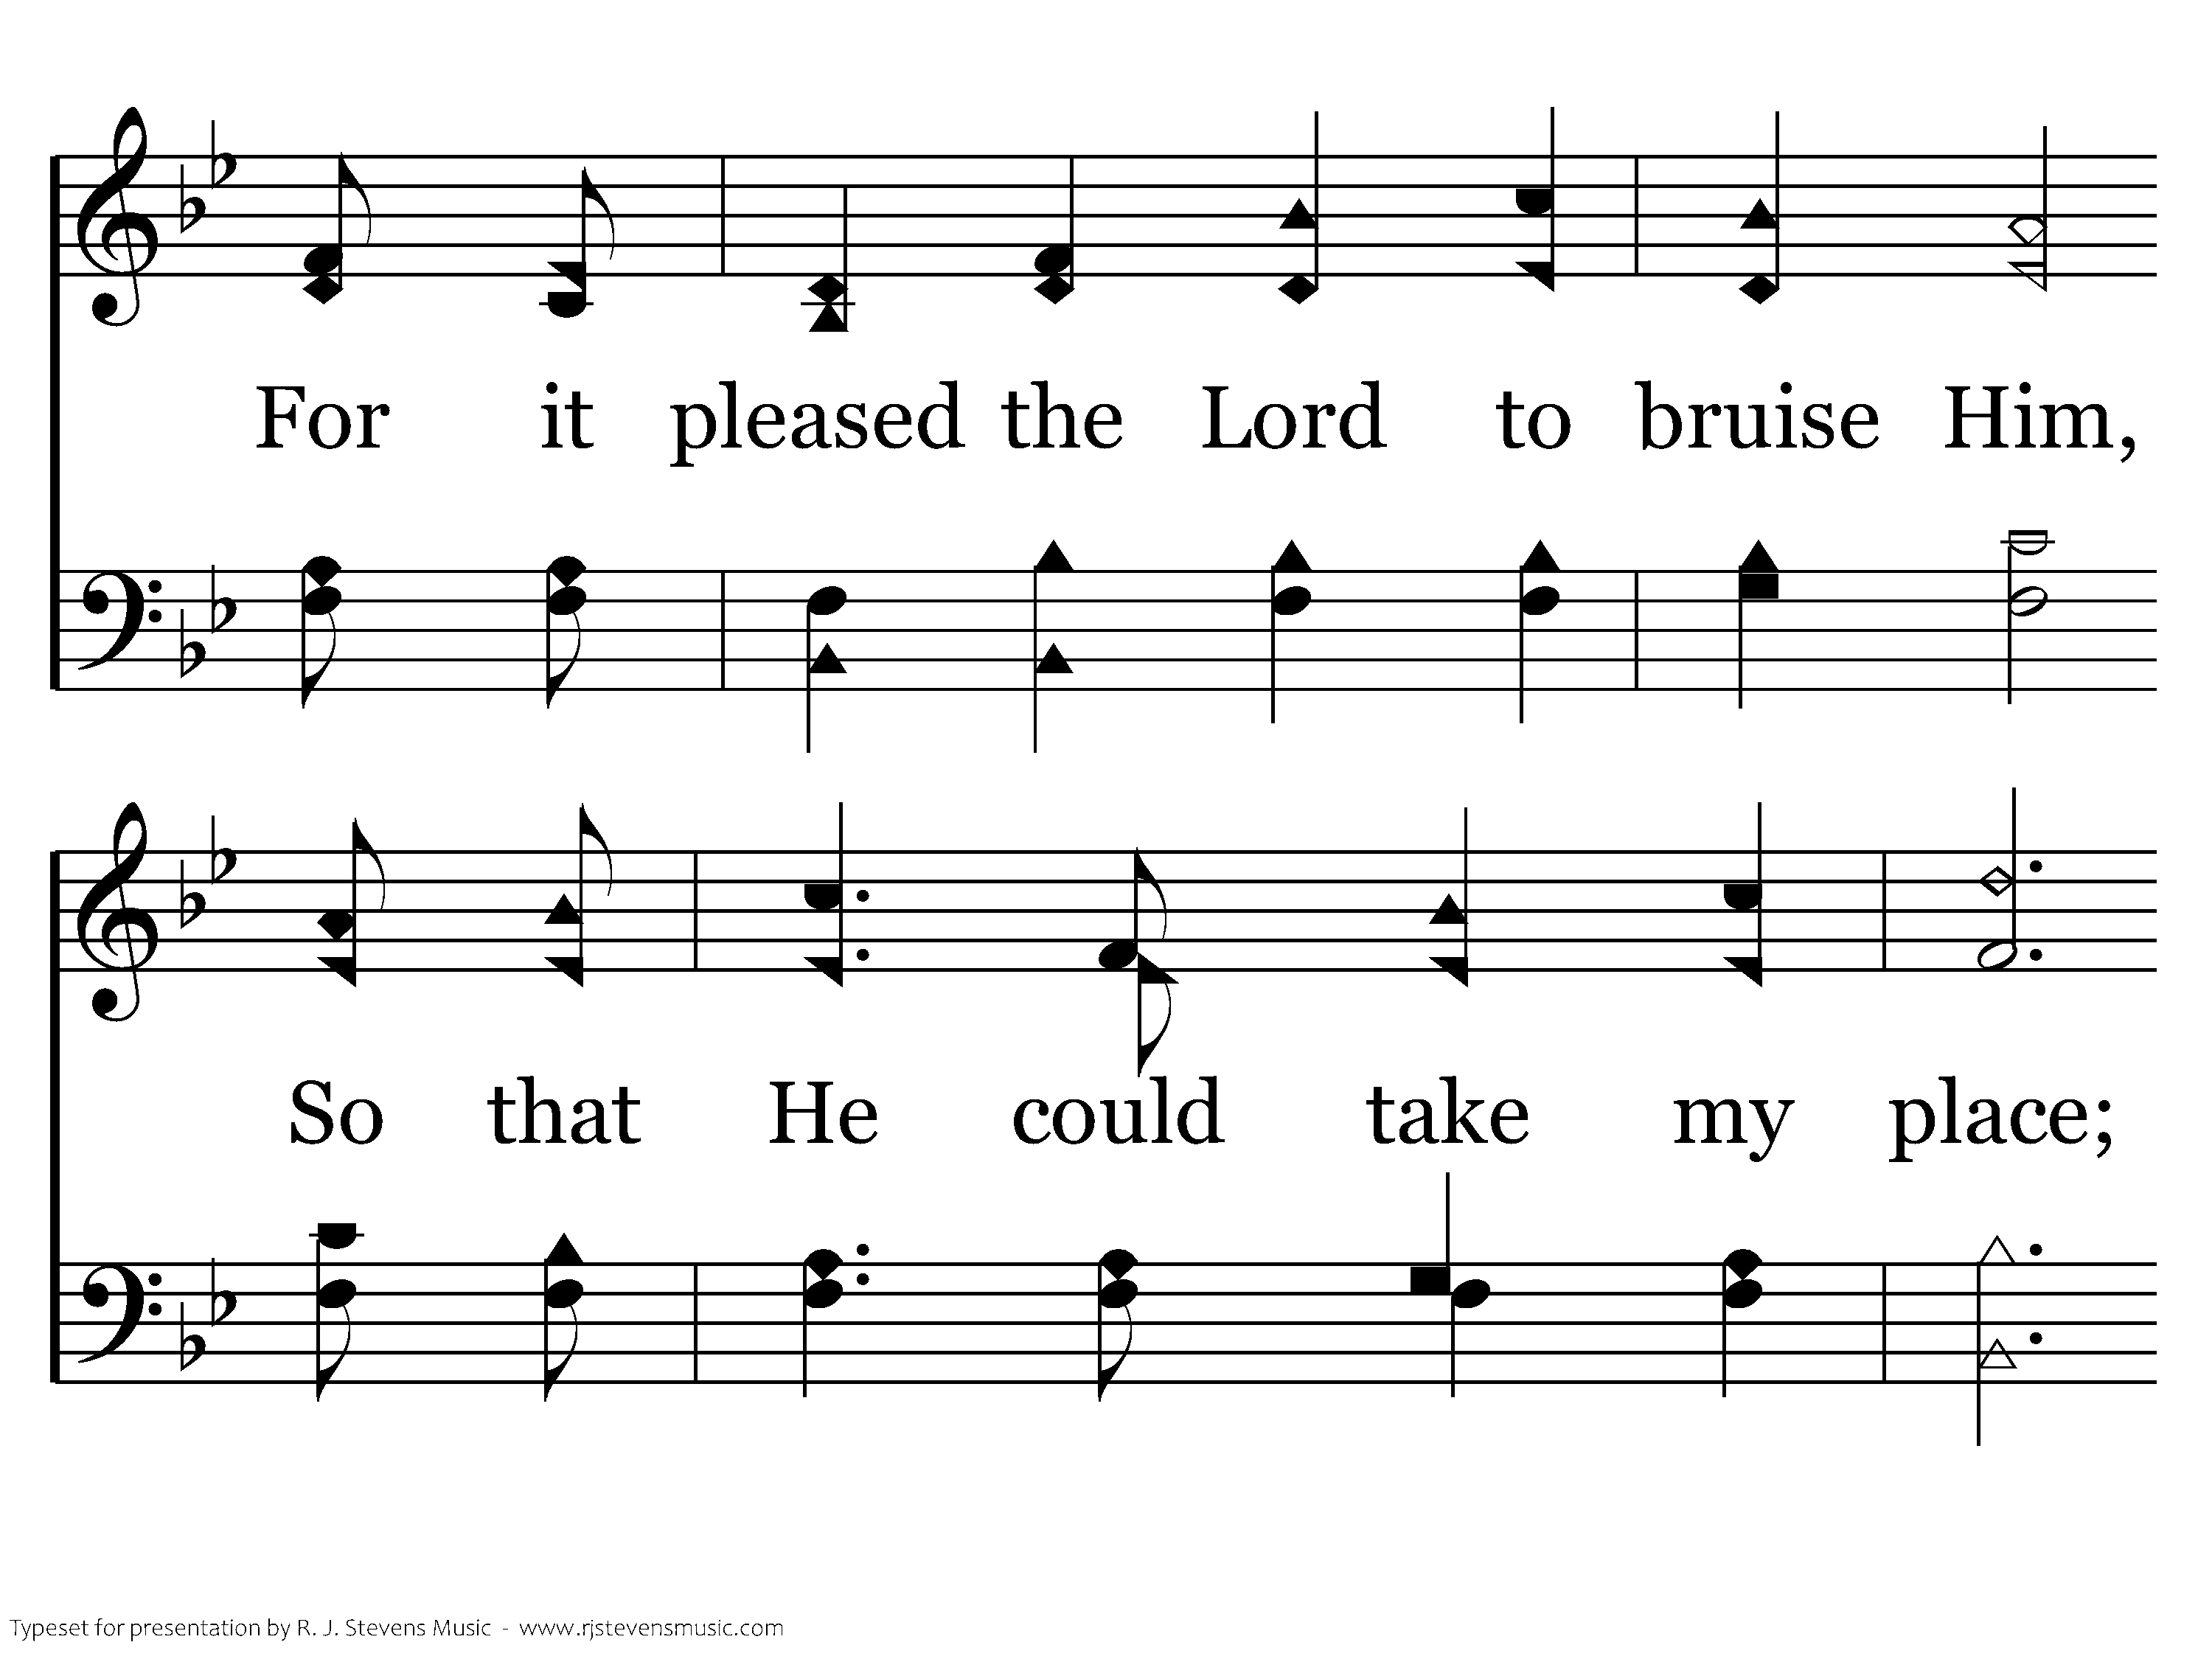 For it pleased the Lord to bruise Him,
So that He could take my place;
Typeset for presentation by R. J. Stevens Music - www.rjstevensmusic.com